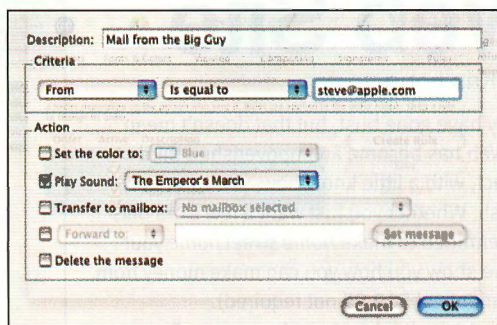 Description: Mail from the Big Guy
Criteria
From Is equal to steve@apple.com
Action
Set the color to: Blue
Play Sound: The Emperor's March
Transfer to mailbox: No mailbox selected
Forward to: Set message
Delete the message
Cancel OK